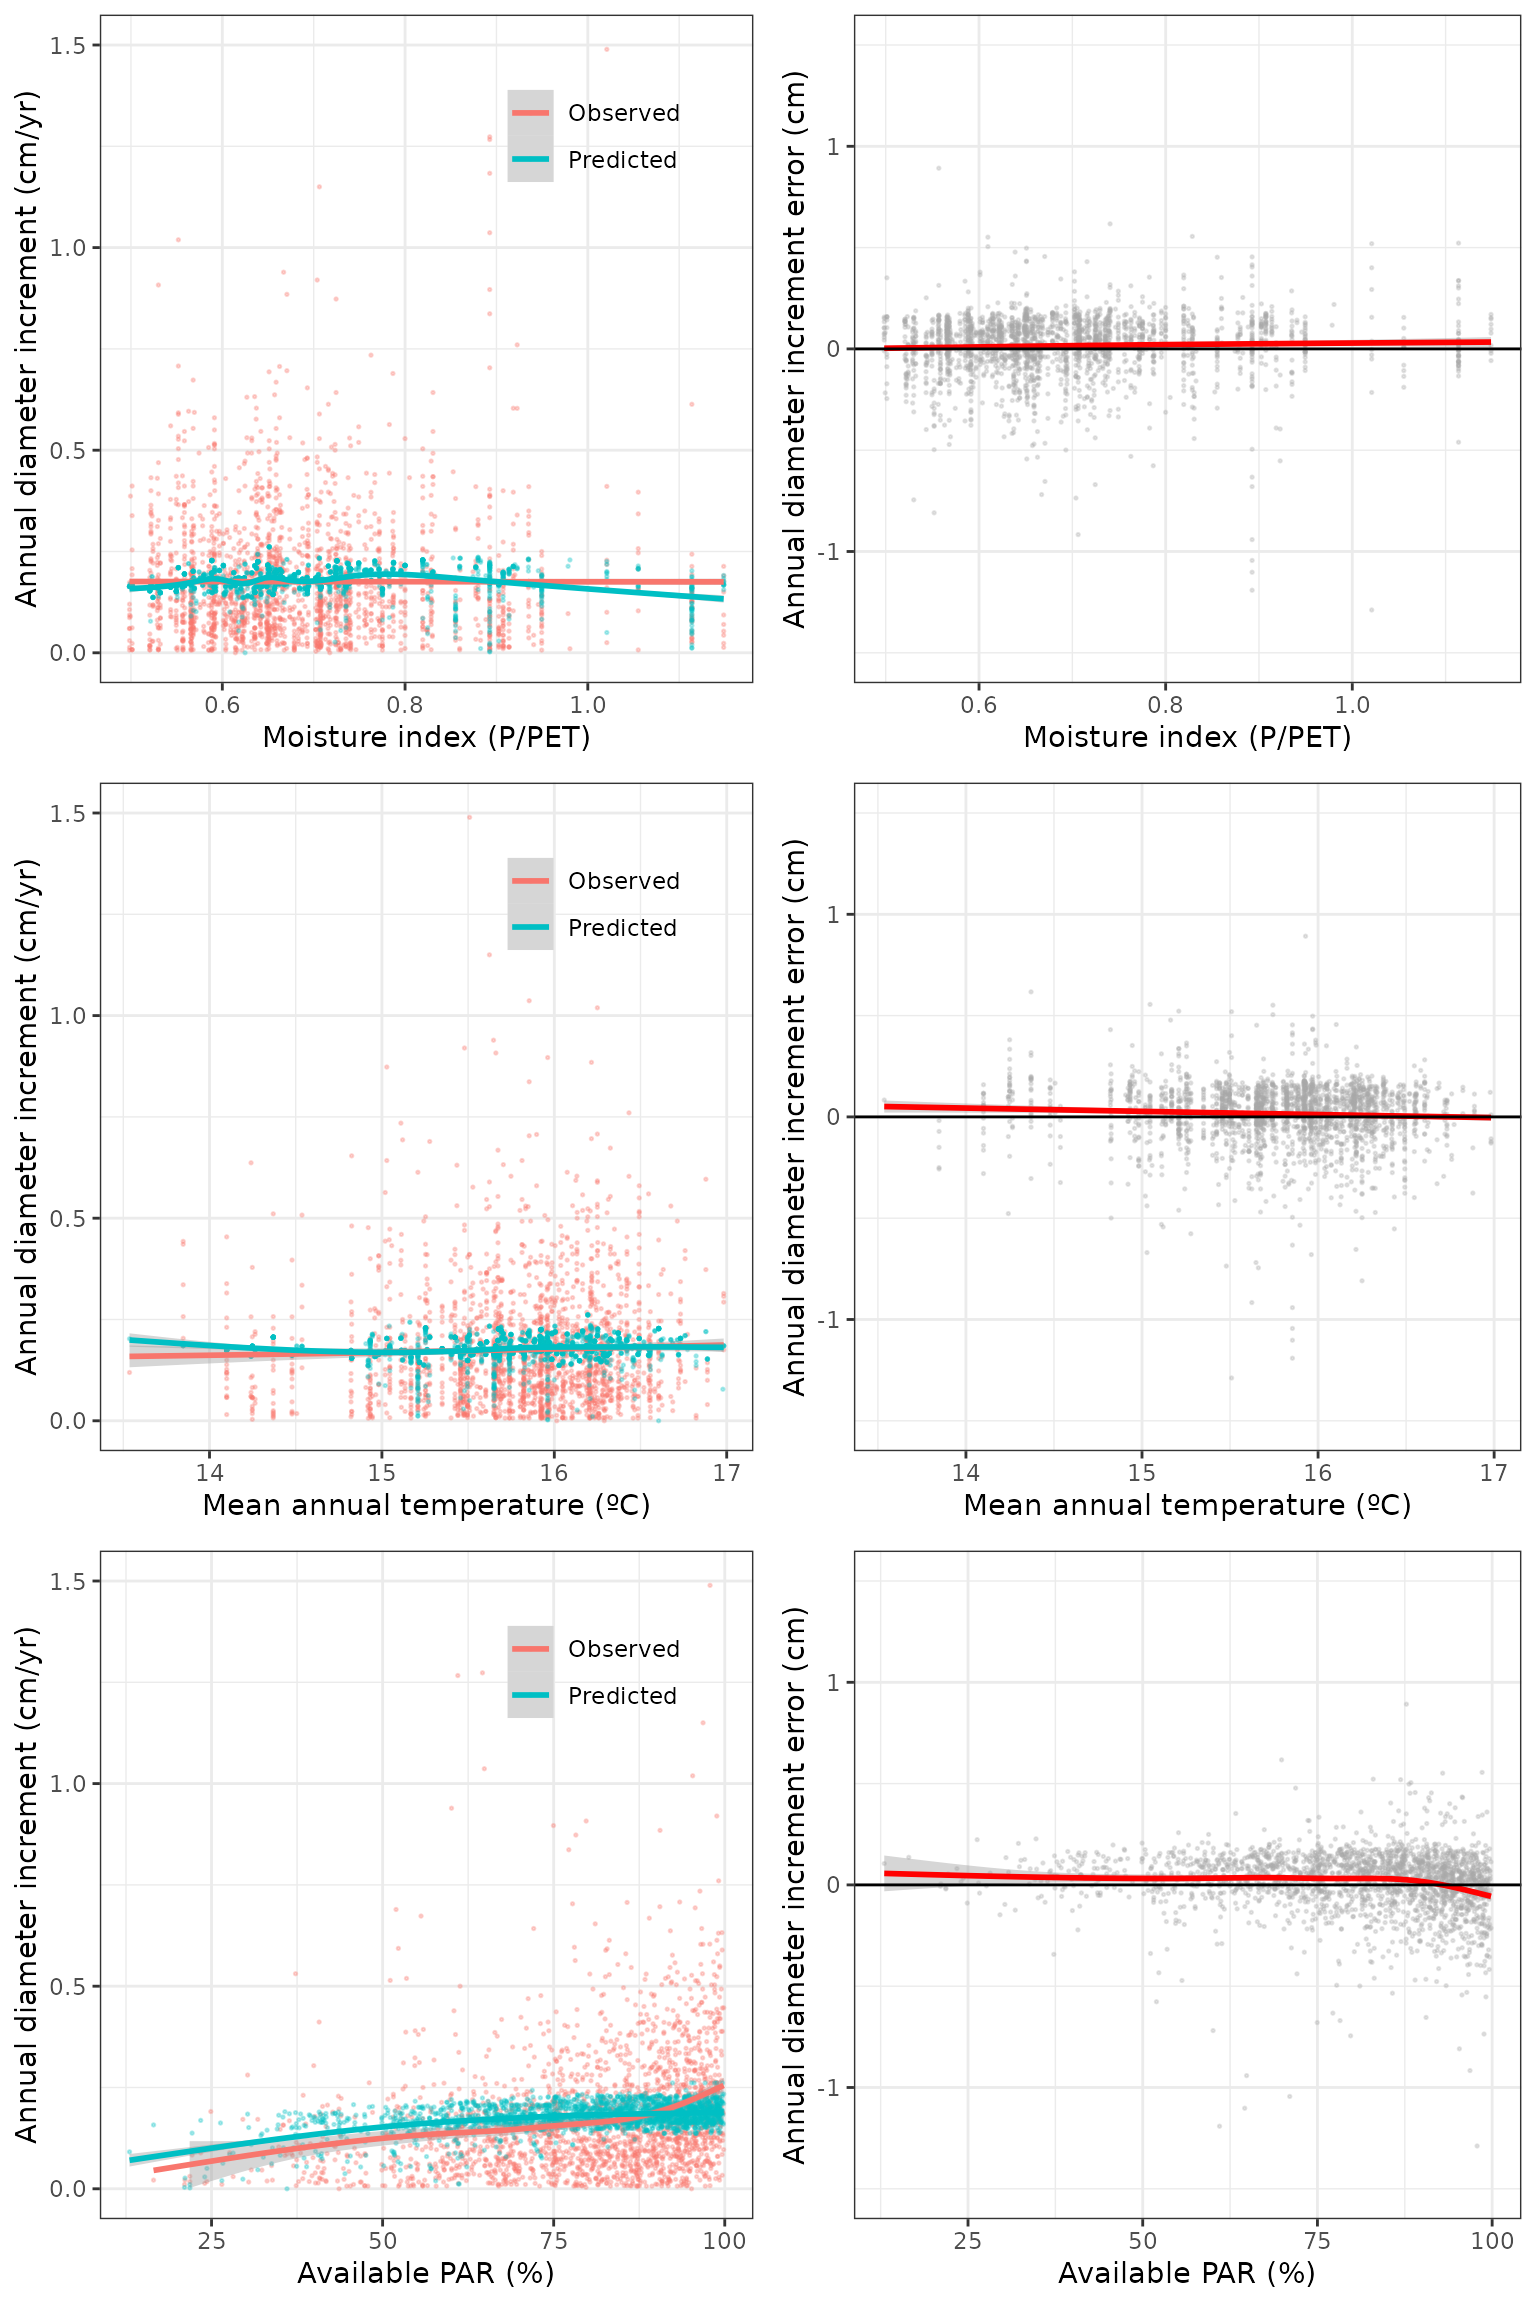 Annual diameter increment (cm/yr)
1.5
1.0
0.5
0.0
Observed
Predicted
0.6 0.8 1.0
Moisture index (P/PET)
Annual diameter increment error (cm)
1
0
-1
0.6 0.8 1.0
Moisture index (P/PET)
Annual diameter increment (cm/yr)
1.5
1.0
0.5
0.0
Observed
Predicted
14 15 16 17
Mean annual temperature (ºC)
Annual diameter increment error (cm)
1
0
-1
14 15 16 17
Mean annual temperature (ºC)
Annual diameter increment (cm/yr)
1.5
1.0
0.5
0.0
Observed
Predicted
25 50 75 100
Available PAR (%)
Annual diameter increment error (cm)
1
0
-1
25 50 75 100
Available PAR (%)